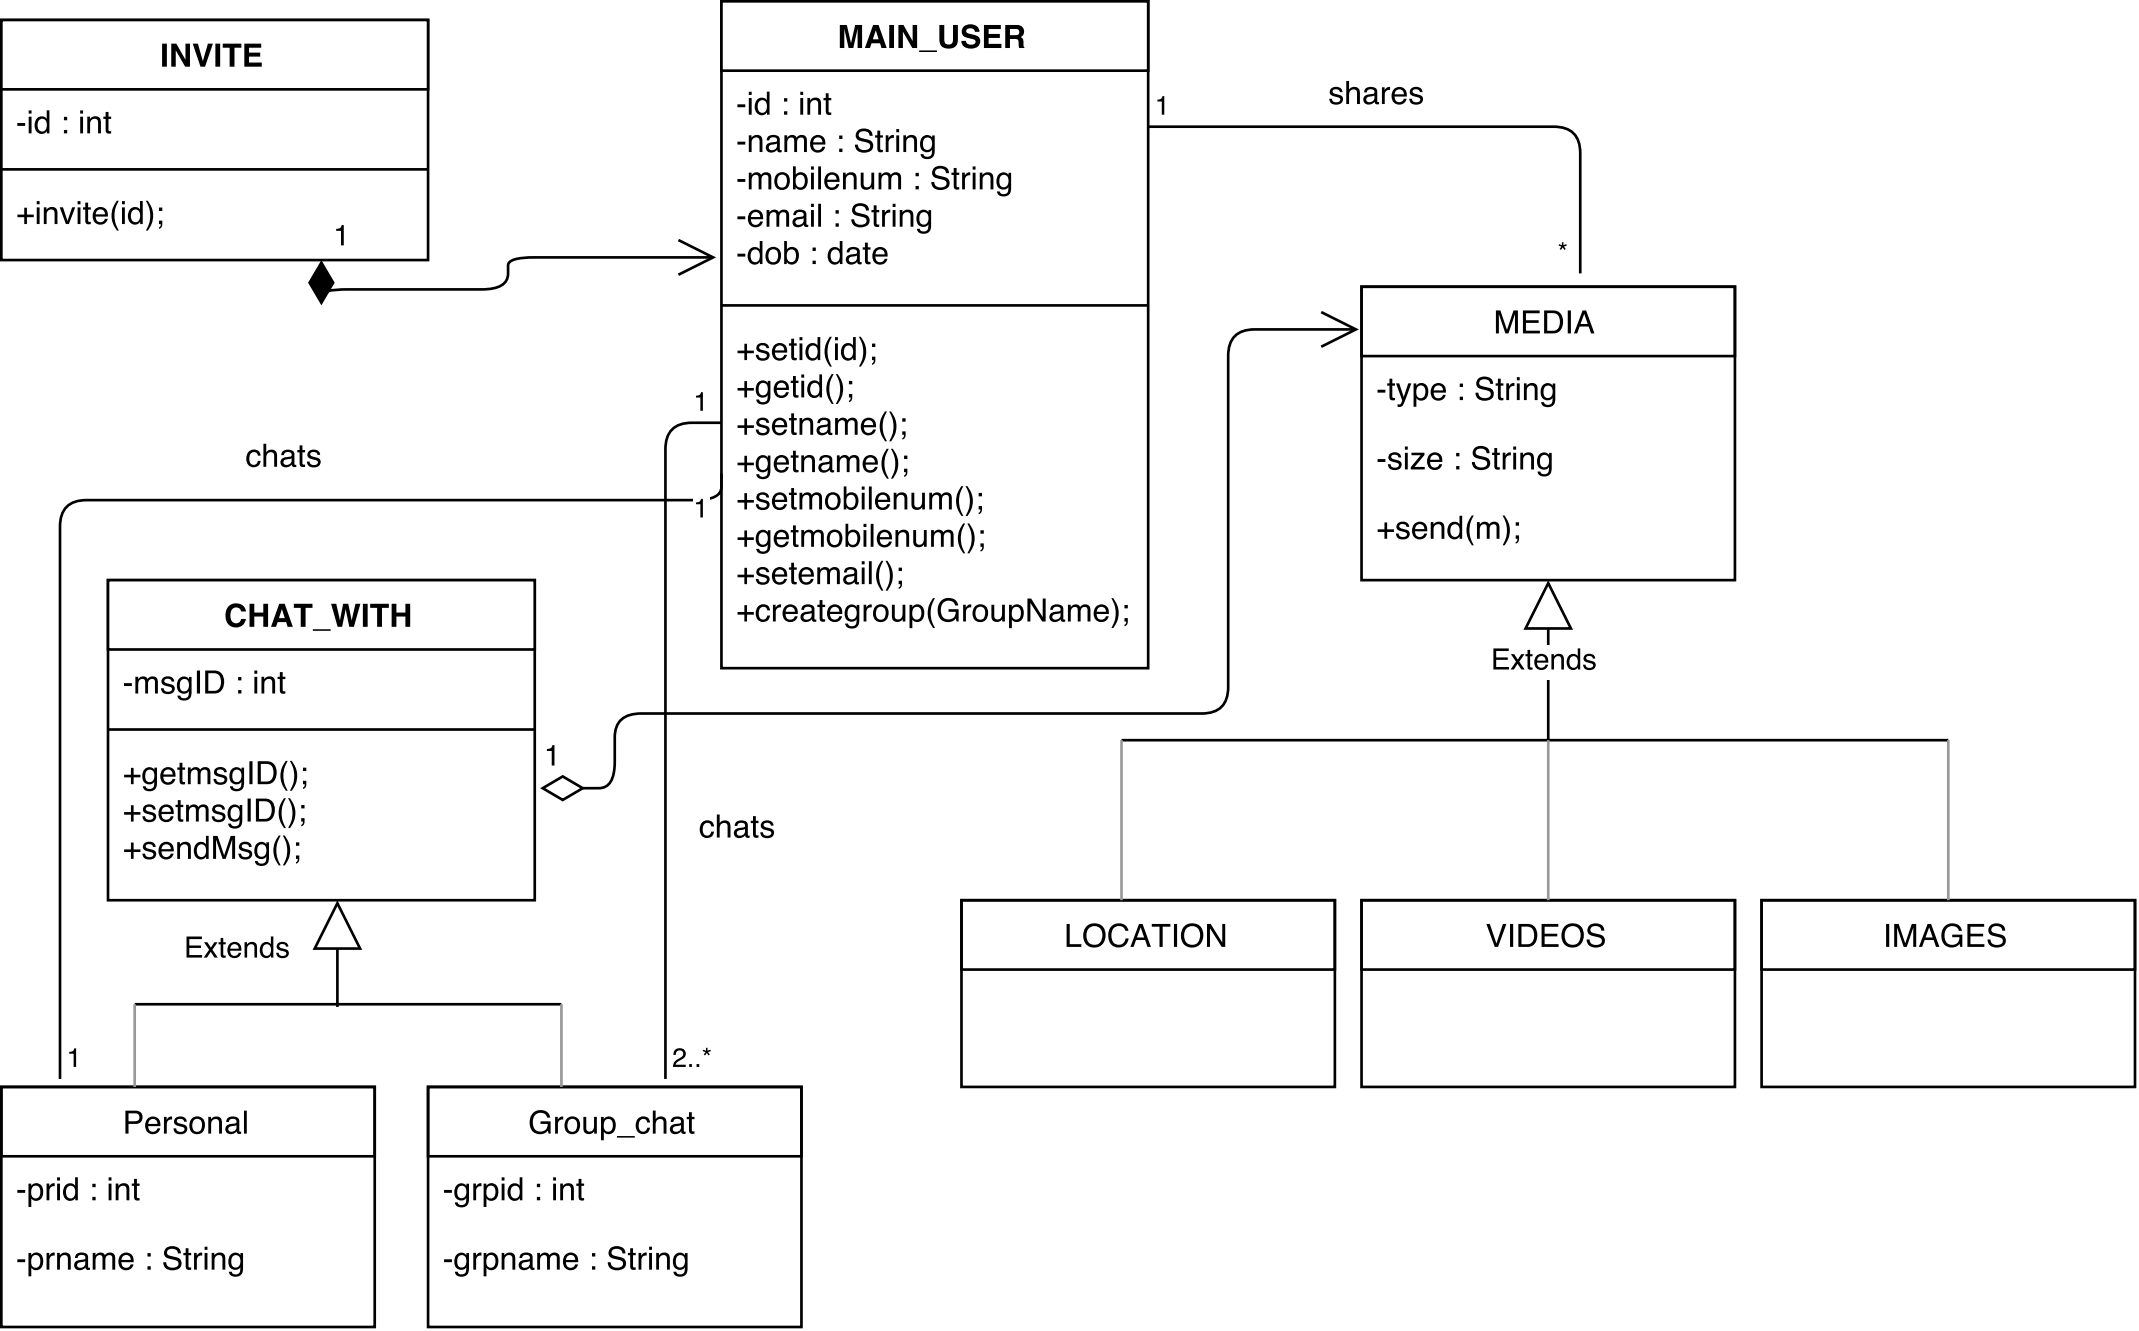 INVITE
-id : int
+invite(id);
1
MAIN_USER
-id : int
-name : String
-mobilenum : String
-email : String
-dob : date
+setid(id);
+getid();
+setname();
+getname();
+setmobilenum();
+getmobilenum();
+setemail();
+creategroup(GroupName);
1
shares
*
MEDIA
-type : String
-size : String
+send(m);
Extends
1
chats
1
CHAT_WITH
-msgID : int
+getmsgID();
+setmsgID();
+sendMsg();
1
chats
Extends
1
2..*
Personal
-prid : int
-prname : String
Group_chat
-grpid : int
-grpname : String
LOCATION
VIDEOS
IMAGES